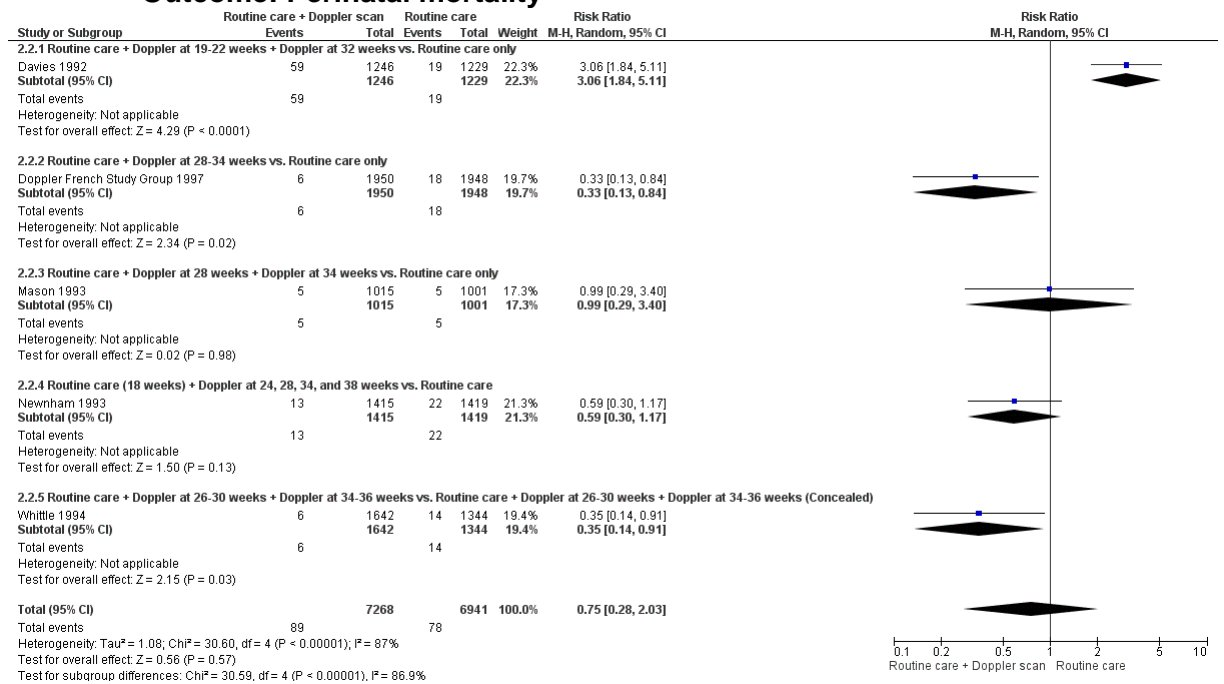 Outcome: Perinatal mortality
Routine care + Doppler scan Routine care Risk Ratio Risk Ratio
Study or Subgroup Events Total Events Total Weight M-H, Random, 95% CI M-H, Random, 95% CI
2.2.1 Routine care + Doppler at 19-22 weeks + Doppler at 32 weeks vs. Routine care only
Davies 1992 59 1246 19 1229 22.3% 3.06 [1.84, 5.11]
Subtotal (95% CI) 1246 1229 22.3% 3.06 [1.84, 5.11]
Total events 59 19
Heterogeneity: Not applicable
Test for overall effect: Z = 4.29 (P < 0.0001)
2.2.2 Routine care + Doppler at 28-34 weeks vs. Routine care only
Doppler French Study Group 1997 6 1950 18 1948 19.7% 0.33 [0.13, 0.84]
Subtotal (95% CI) 1950 1948 19.7% 0.33 [0.13, 0.84]
Total events 6 18
Heterogeneity: Not applicable
Test for overall effect: Z = 2.34 (P = 0.02)
2.2.3 Routine care + Doppler at 28 weeks + Doppler at 34 weeks vs. Routine care only
Mason 1993 5 1015 5 1001 17.3% 0.99 [0.29, 3.40]
Subtotal (95% CI) 1015 1001 17.3% 0.99 [0.29, 3.40]
Total events 5 5
Heterogeneity: Not applicable
Test for overall effect: Z = 0.02 (P = 0.98)
2.2.4 Routine care (18 weeks) + Doppler at 24, 28, 34, and 38 weeks vs. Routine care
Newnham 1993 13 1415 22 1419 21.3% 0.59 [0.30, 1.17]
Subtotal (95% CI) 1415 1419 21.3% 0.59 [0.30, 1.17]
Total events 13 22
Heterogeneity: Not applicable
Test for overall effect: Z = 1.50 (P = 0.13)
2.2.5 Routine care + Doppler at 26-30 weeks + Doppler at 34-36 weeks vs. Routine care + Doppler at 26-30 weeks + Doppler at 34-36 weeks (Concealed)
Whittle 1994 6 1642 14 1344 19.4% 0.35 [0.14, 0.91]
Subtotal (95% CI) 1642 1344 19.4% 0.35 [0.14, 0.91]
Total events 6 14
Heterogeneity: Not applicable
Test for overall effect: Z = 2.15 (P = 0.03)
Total (95% CI) 7268 6941 100.0% 0.75 [0.28, 2.03]
Total events 89 78
Heterogeneity: Tau² = 1.08; Chi² = 30.60, df = 4 (P < 0.00001); I² = 87%
Test for overall effect: Z = 0.56 (P = 0.57)
Test for subgroup differences: Chi² = 30.59, df = 4 (P < 0.00001), I² = 86.9%
0.1 0.2 0.5 1 2 5 10
Routine care + Doppler scan Routine care